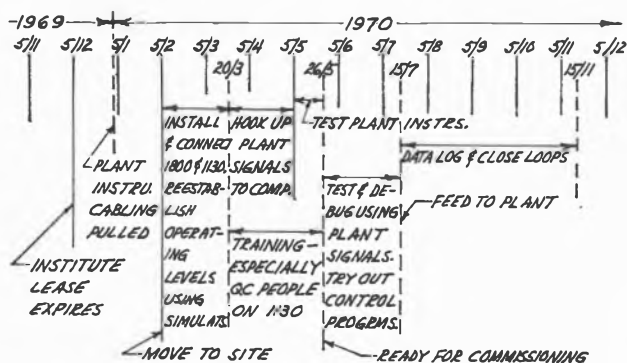 1969 1970
5/11 5/12 5/1 5/2 5/3 5/4 5/5 5/6 5/7 5/8 5/9 5/10 5/11 5/12
20/3 26/5 15/7 15/11
PLANT
INSTRU.
CABLING
PULLED
INSTITUTE
LEASE
EXPIRES
INSTALL
& CONNECT
1800 & 1130.
REESTAB-
LISH
OPERAT-
ING
LEVELS
USING
SIMULATS.
MOVE TO SITE
HOOK UP
PLANT
SIGNALS
TO COMP.
TRAINING-
ESPECIALLY
QC PEOPLE
ON 1130
TEST PLANT INSTRS.
TEST & DE-
BUG USING
PLANT
SIGNALS.
TRY OUT
CONTROL
PROGRMS.
READY FOR COMMISSIONING
DATA LOG & CLOSE LOOPS
FEED TO PLANT